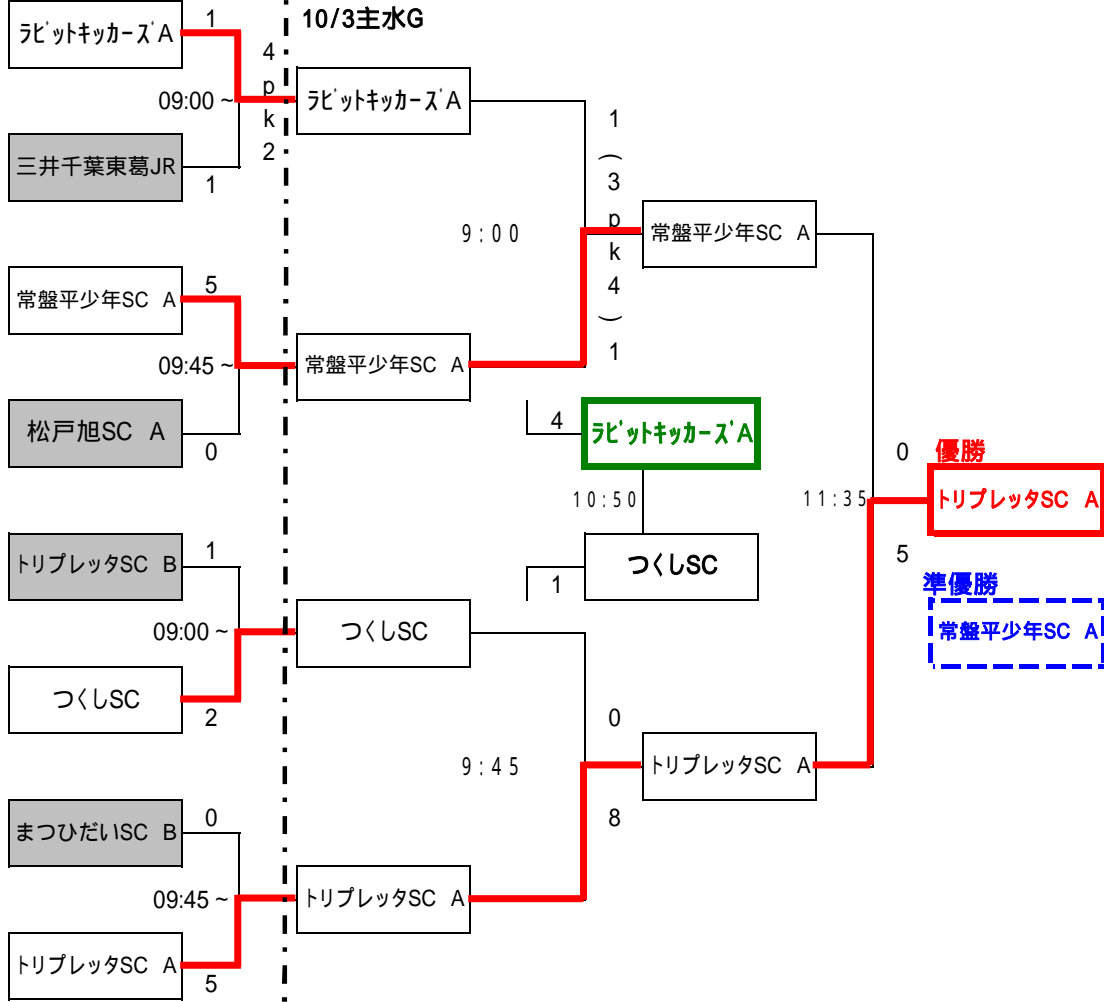 10/3主水G
ラビットキッカーズA
1
4pk2
09:00 ~
三井千葉東葛JR
1
ラビットキッカーズA
常盤平少年SC A
5
09:45 ~
松戸旭SC A
0
常盤平少年SC A
9:00
1(3pk4)1
常盤平少年SC A
トリプレッタSC B
1
09:00 ~
つくしSC
2
つくしSC
まつひだいSC B
0
09:45 ~
トリプレッタSC A
5
トリプレッタSC A
9:45
0
8
トリプレッタSC A
4
ラビットキッカーズA
10:50
1
つくしSC
11:35
0
5
優勝
トリプレッタSC A
準優勝
常盤平少年SC A